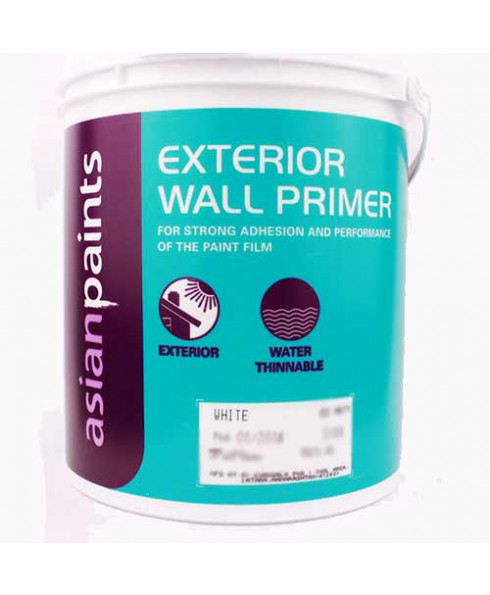 asianpaints
EXTERIOR
WALL PRIMER
FOR STRONG ADHESION AND PERFORMANCE
OF THE PAINT FILM
EXTERIOR
WATER
THINNABLE
WHITE